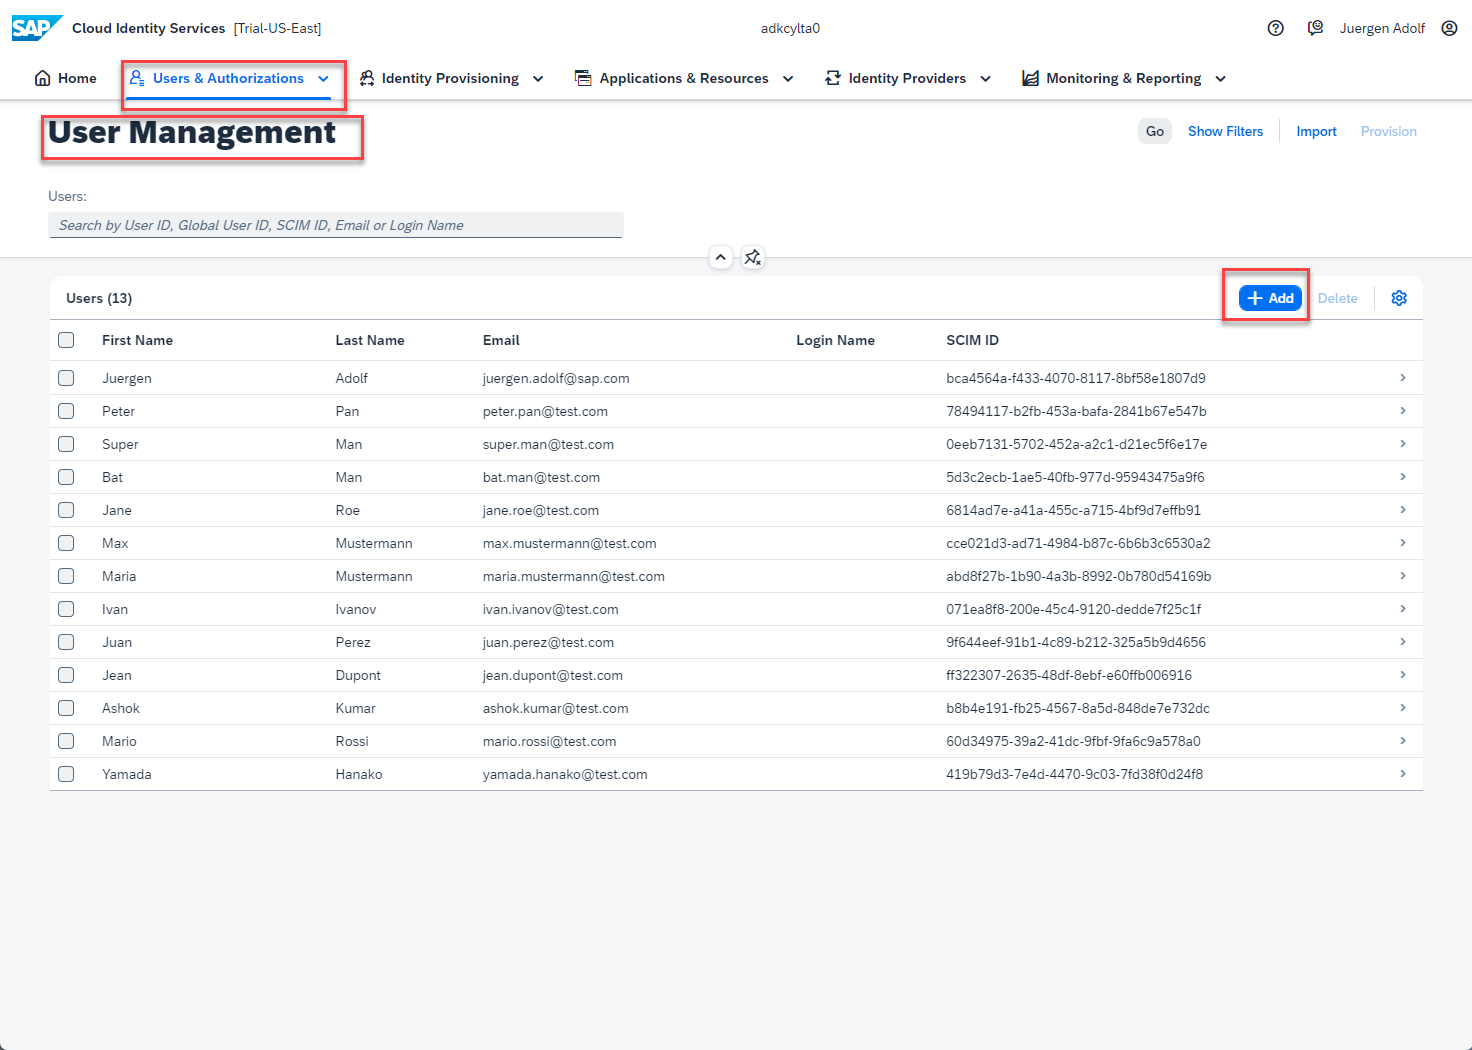 SAP Cloud Identity Services [Trial-US-East] adkcylta0 Juergen Adolf
Home Users & Authorizations Identity Provisioning Applications & Resources Identity Providers Monitoring & Reporting
User Management Go Show Filters Import Provision
Users:
Search by User ID, Global User ID, SCIM ID, Email or Login Name
Users (13) + Add Delete
First Name Last Name Email Login Name SCIM ID
Juergen Adolf juergen.adolf@sap.com bca4564a-f433-4070-8117-8bf58e1807d9
Peter Pan peter.pan@test.com 78494117-b2fb-453a-bafa-2841b67e547b
Super Man super.man@test.com 0eeb7131-5702-452a-a2c1-d21ec5f6e17e
Bat Man bat.man@test.com 5d3c2ecb-1ae5-40fb-977d-95943475a9f6
Jane Roe jane.roe@test.com 6814ad7e-a41a-455c-a715-4bf9d7effb91
Max Mustermann max.mustermann@test.com cce021d3-ad71-4984-b87c-6b6b3c6530a2
Maria Mustermann maria.mustermann@test.com abd8f27b-1b90-4a3b-8992-0b780d54169b
Ivan Ivanov ivan.ivanov@test.com 071ea8f8-200e-45c4-9120-dedde7f25c1f
Juan Perez juan.perez@test.com 9f644eef-91b1-4c89-b212-325a5b9d4656
Jean Dupont jean.dupont@test.com ff322307-2635-48df-8ebf-e60ffb006916
Ashok Kumar ashok.kumar@test.com b8b4e191-fb25-4567-8a5d-848de7e732dc
Mario Rossi mario.rossi@test.com 60d34975-39a2-41dc-9fbf-9fa6c9a578a0
Yamada Hanako yamada.hanako@test.com 419b79d3-7e4d-4470-9c03-7fd38f0d24f8